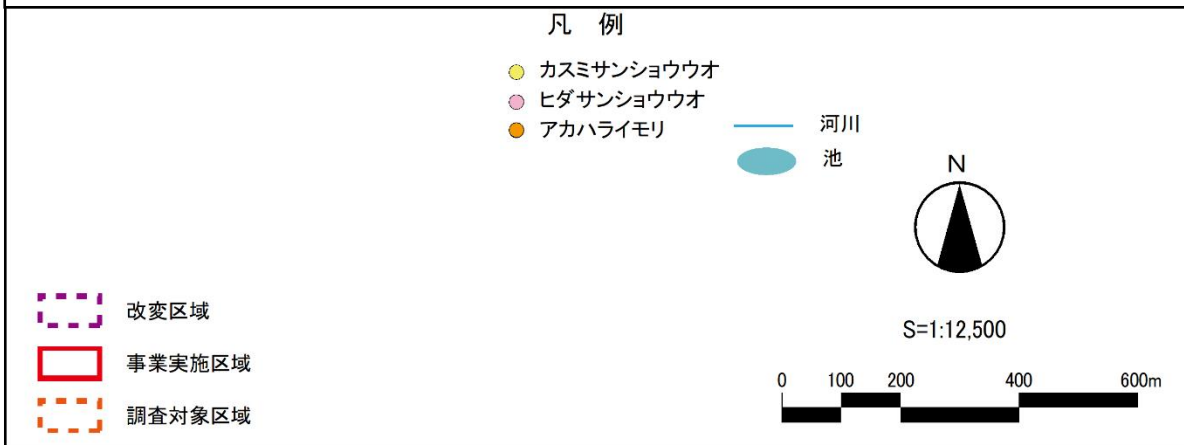 凡 例
カスミサンショウウオ
ヒダサンショウウオ
アカハライモリ
河川
池
N
改変区域
事業実施区域
調査対象区域
S=1:12,500
0 100 200 400 600m